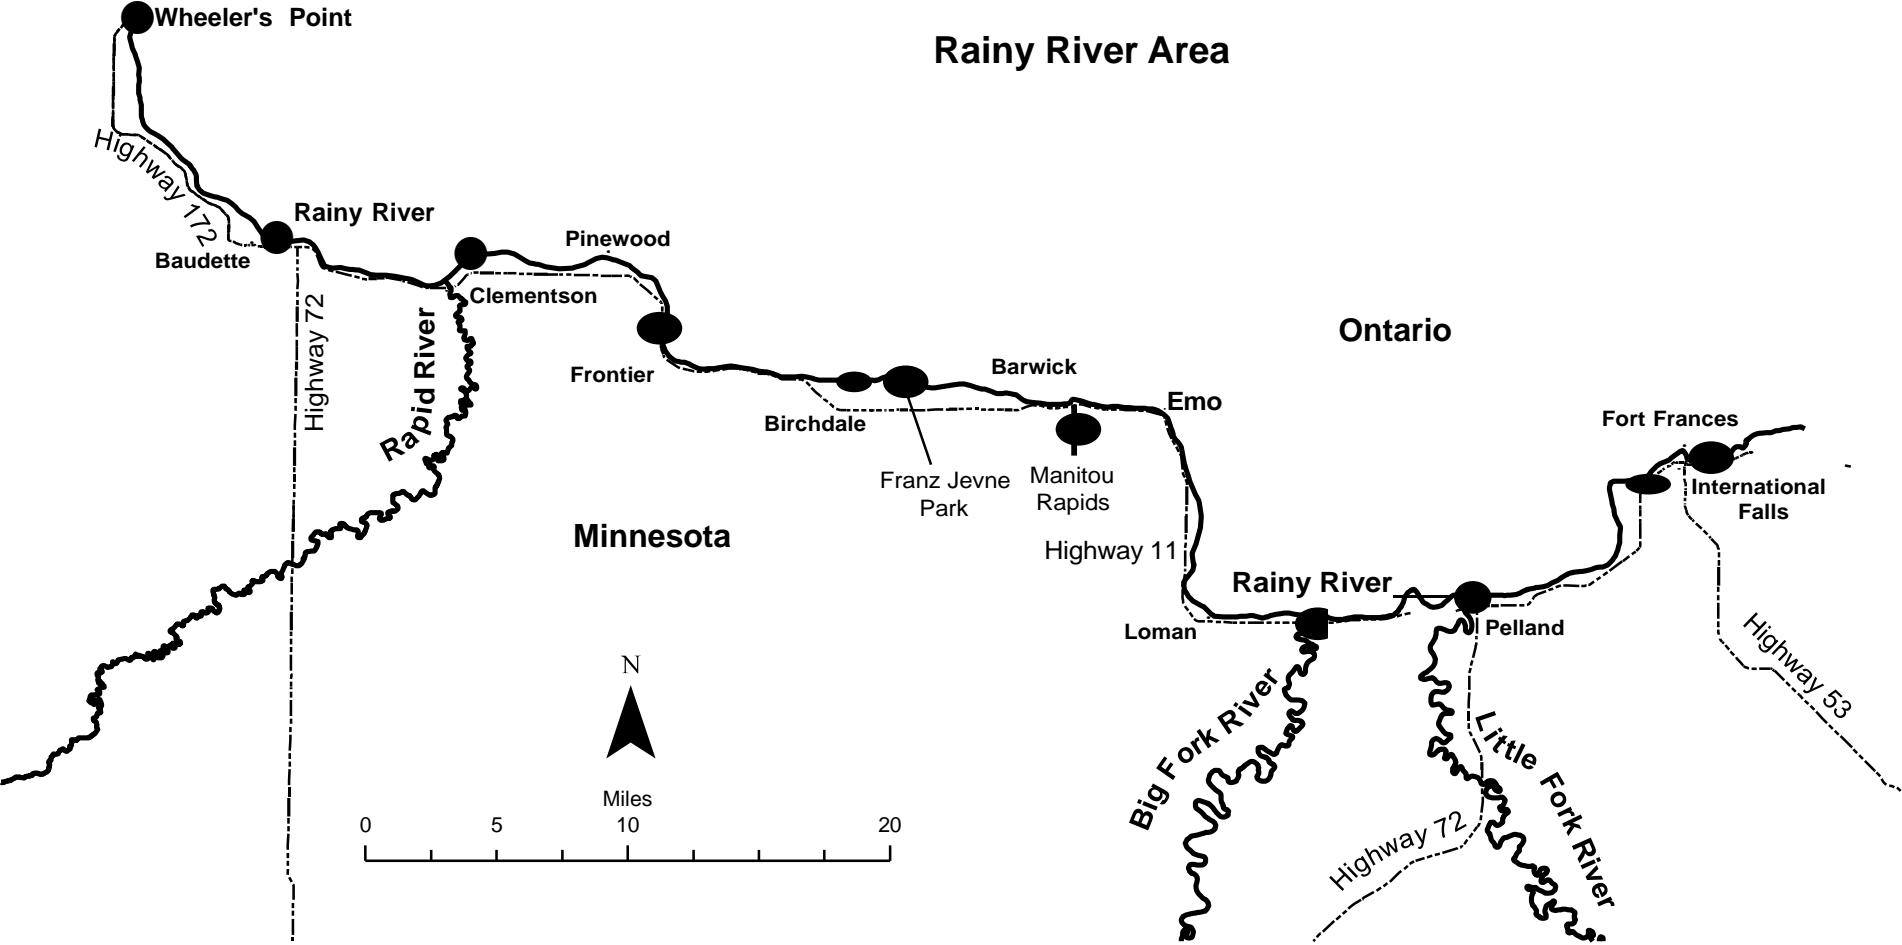 Wheeler's Point
Rainy River Area
Highway 172
Rainy River
Baudette
Pinewood
Clementson
Highway 72
Rapid River
Frontier
Ontario
Barwick
Birchdale
Emo
Fort Frances
Franz Jevne
Park
Manitou
Rapids
International
Falls
Minnesota
Highway 11
Rainy River
Loman
Pelland
Highway 53
N
Big Fork River
Little Fork River
Highway 72
Miles
0 5 10 20